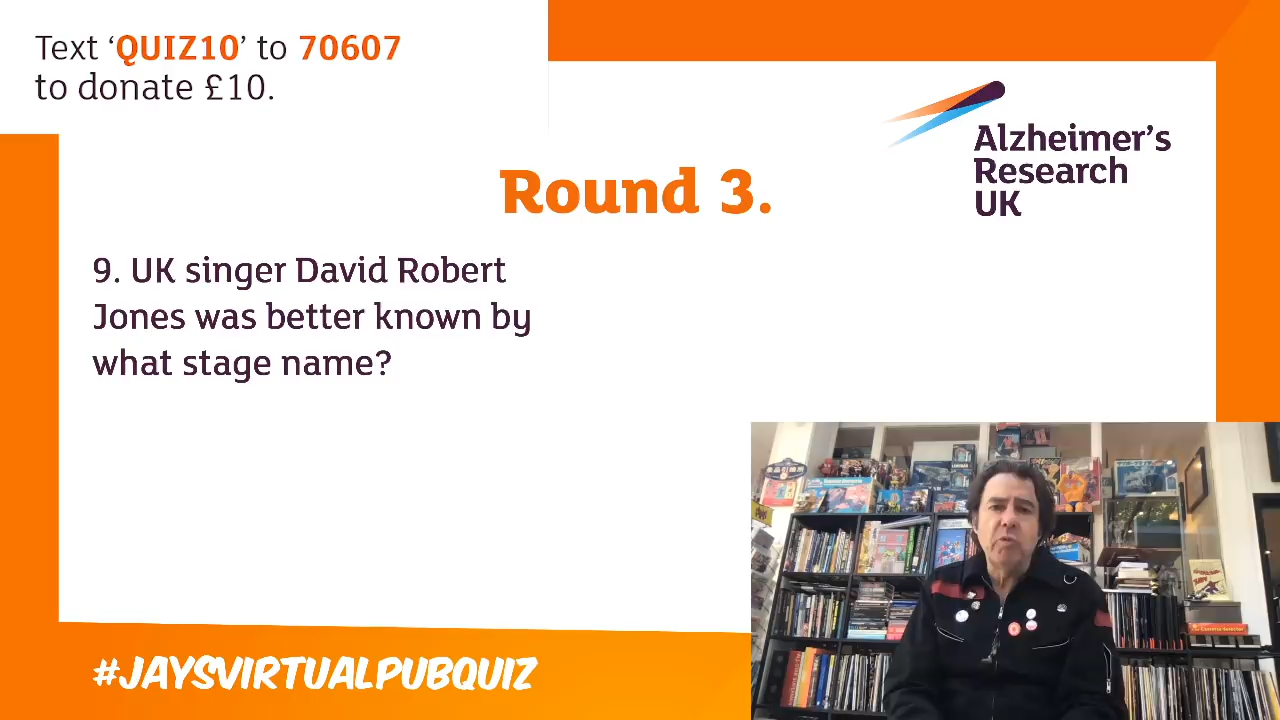 Text ‘QUIZ10’ to 70607
to donate £10.
Alzheimer’s
Research
UK
Round 3.
9. UK singer David Robert
Jones was better known by
what stage name?
#JAYSVIRTUALPUBQUIZ